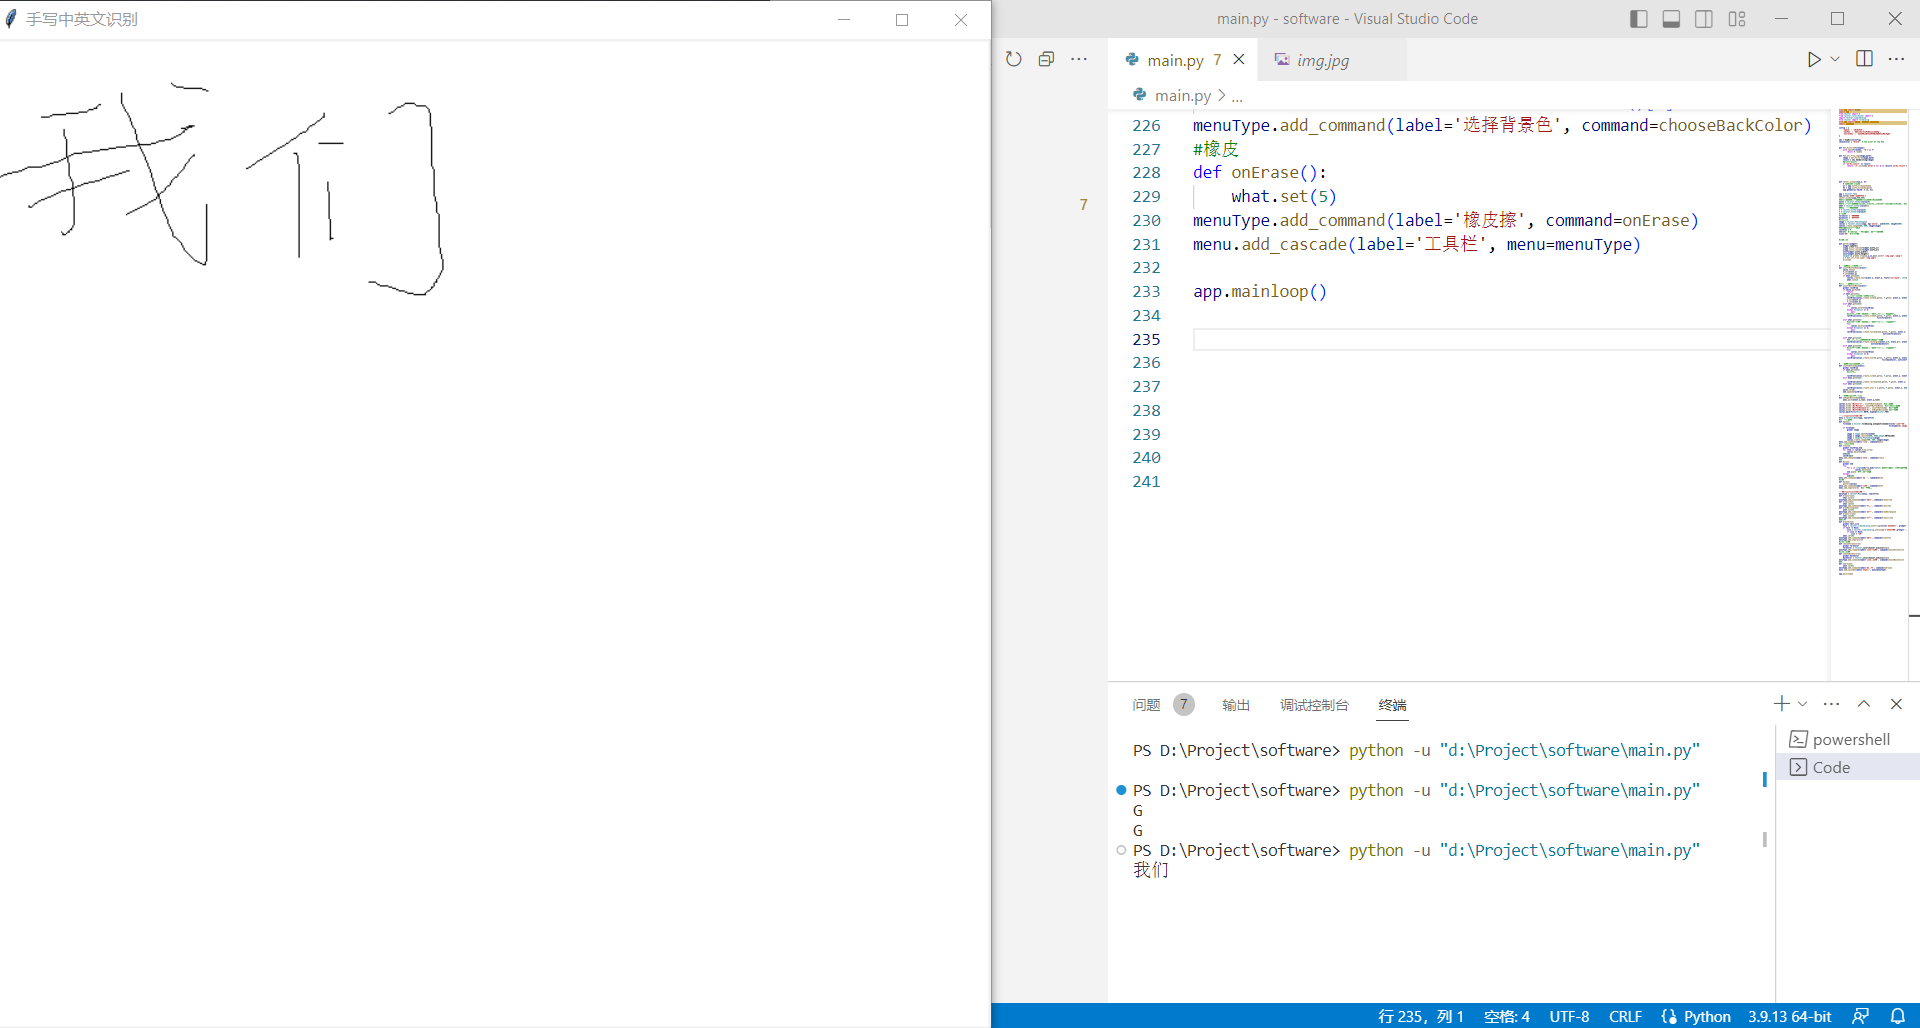 手写中英文识别
我们
main.py - software - Visual Studio Code
main.py 7
img.jpg
main.py > ...
7
226 menuType.add_command(label='选择背景色', command=chooseBackColor)
227 #橡皮
228 def onErase():
229 what.set(5)
230 menuType.add_command(label='橡皮擦', command=onErase)
231 menu.add_cascade(label='工具栏', menu=menuType)
232
233 app.mainloop()
234
235
236
237
238
239
240
241
问题 7 输出 调试控制台 终端
PS D:\Project\software> python -u "d:\Project\software\main.py"
PS D:\Project\software> python -u "d:\Project\software\main.py"
G
G
PS D:\Project\software> python -u "d:\Project\software\main.py"
我们
powershell
Code
行 235，列 1 空格: 4 UTF-8 CRLF Python 3.9.13 64-bit